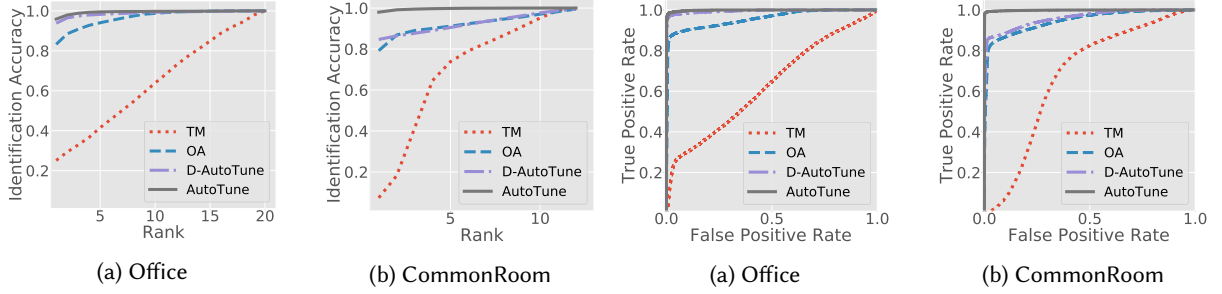 Identification Accuracy
1.0
0.8
0.6
0.4
0.2
5
10
15
20
Rank
TM
OA
D-AutoTune
AutoTune
(a) Office
Identification Accuracy
1.0
0.8
0.6
0.4
0.2
5
10
Rank
TM
OA
D-AutoTune
AutoTune
(b) CommonRoom
True Positive Rate
1.0
0.8
0.6
0.4
0.2
0.0
0.5
1.0
False Positive Rate
TM
OA
D-AutoTune
AutoTune
(a) Office
True Positive Rate
1.0
0.8
0.6
0.4
0.2
0.0
0.5
1.0
False Positive Rate
TM
OA
D-AutoTune
AutoTune
(b) CommonRoom